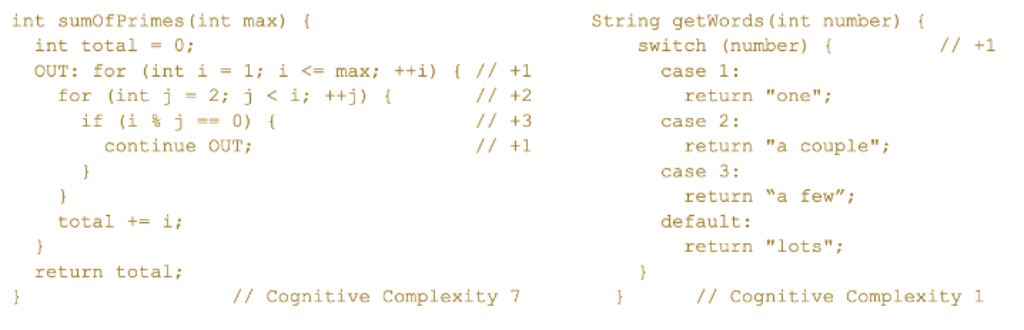 int sumOfPrimes(int max) {
  int total = 0;
  OUT: for (int i = 1; i <= max; ++i) { // +1
    for (int j = 2; j < i; ++j) {       // +2
      if (i % j == 0) {                 // +3
        continue OUT;                   // +1
      }
    }
    total += i;
  }
  return total;
}                  // Cognitive Complexity 7
String getWords(int number) {
    switch (number) {         // +1
      case 1:
        return "one";
      case 2:
        return "a couple";
      case 3:
        return “a few”;
      default:
        return "lots";
    }
  }      // Cognitive Complexity 1